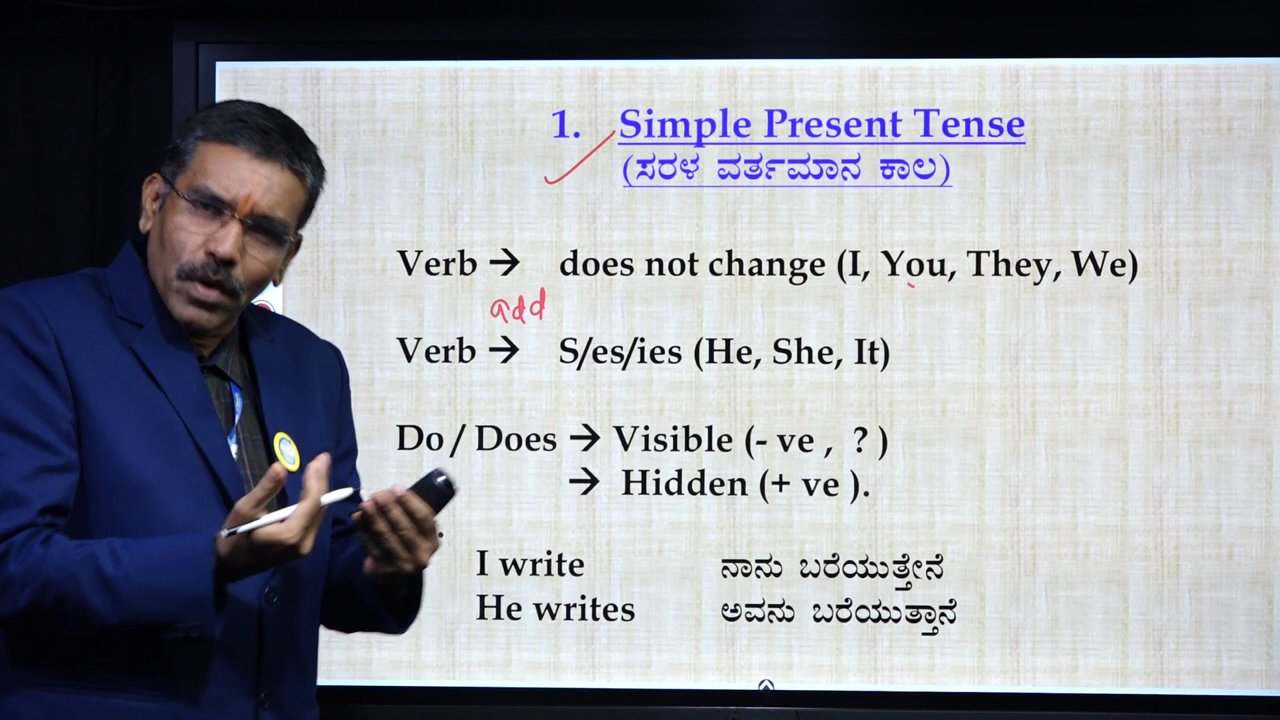 1. Simple Present Tense
(ಸರಳ ವರ್ತಮಾನ ಕಾಲ)
Verb → does not change (I, You, They, We)
add
Verb → S/es/ies (He, She, It)
Do / Does → Visible (- ve , ? )
→ Hidden (+ ve ).
I write ನಾನು ಬರೆಯುತ್ತೇನೆ
He writes ಅವನು ಬರೆಯುತ್ತಾನೆ